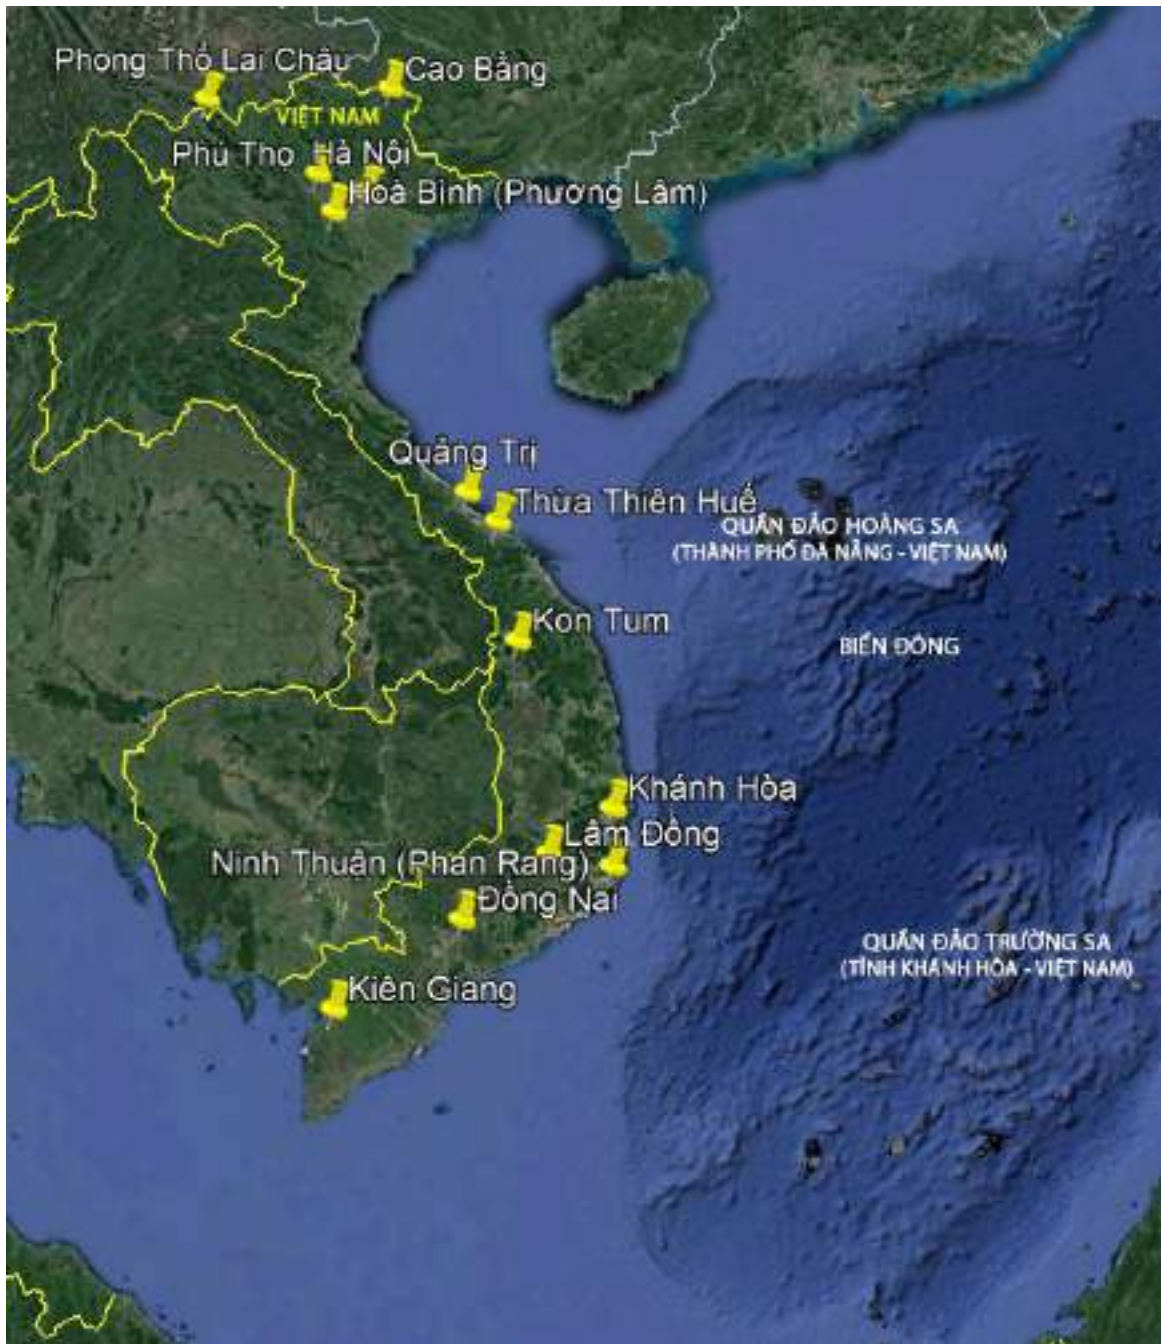 Phong Thổ Lai Châu
Cao Bằng
VIỆT NAM
Phù Thọ
Hà Nội
Hoà Bình (Phương Lâm)
Quảng Trị
Thừa Thiên Huế
QUẦN ĐẢO HOÀNG SA
(THÀNH PHỐ ĐÀ NẴNG - VIỆT NAM)
Kon Tum
BIỂN ĐÔNG
Khánh Hòa
Lâm Đồng
Ninh Thuận (Phan Rang)
Đồng Nai
QUẦN ĐẢO TRƯỜNG SA
(TỈNH KHÁNH HÒA - VIỆT NAM)
Kiên Giang